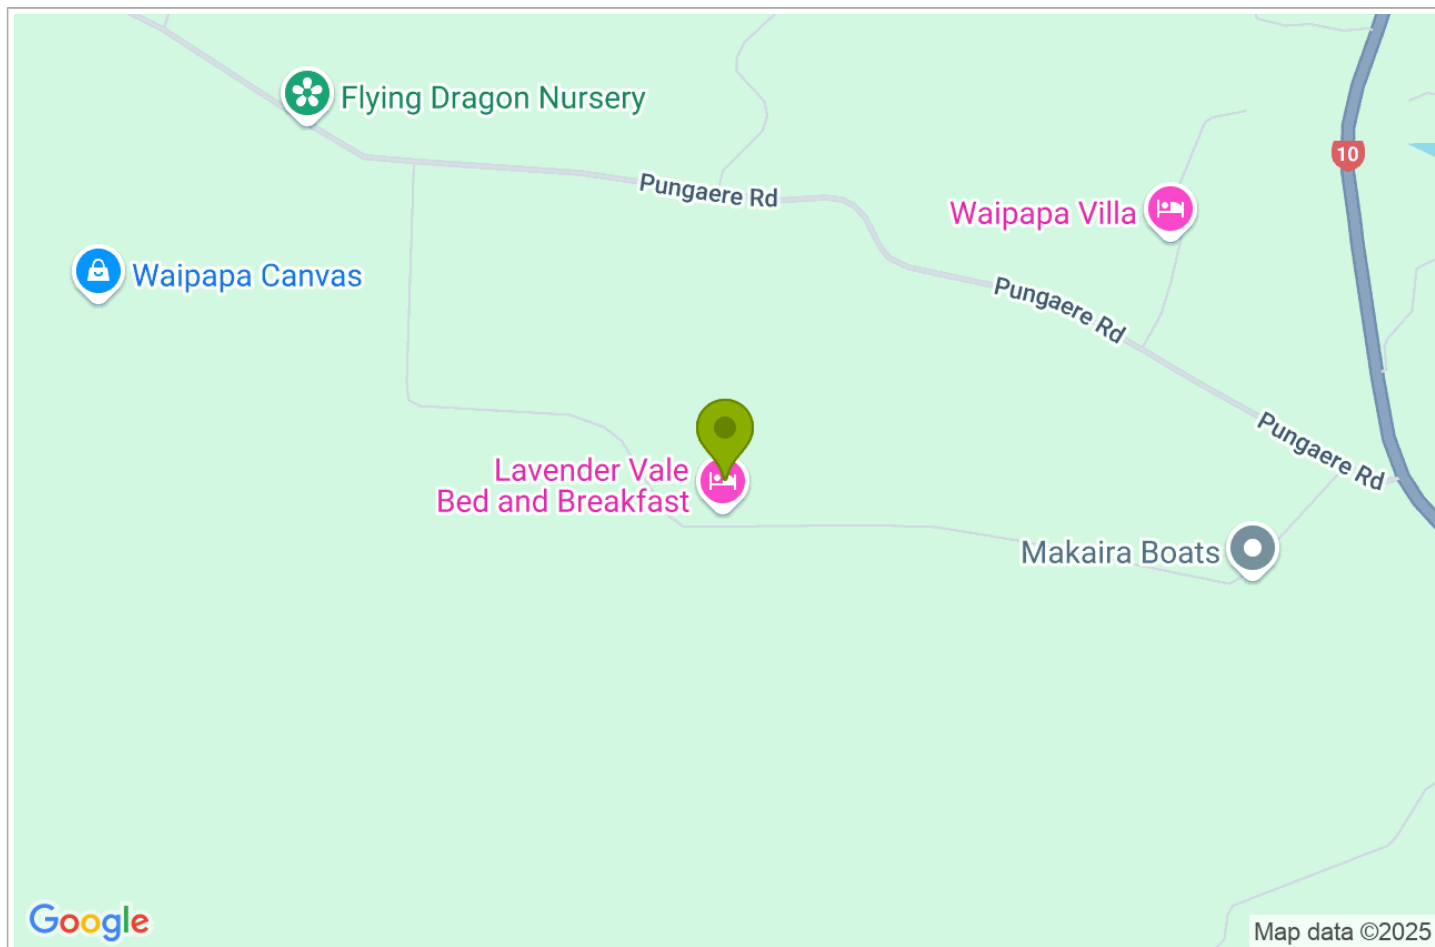 Flying Dragon Nursery
10
Pungaere Rd
Waipapa Villa
Waipapa Canvas
Pungaere Rd
Pungaere Rd
Lavender Vale
Bed and Breakfast
Makaira Boats
Google
Map data ©2025